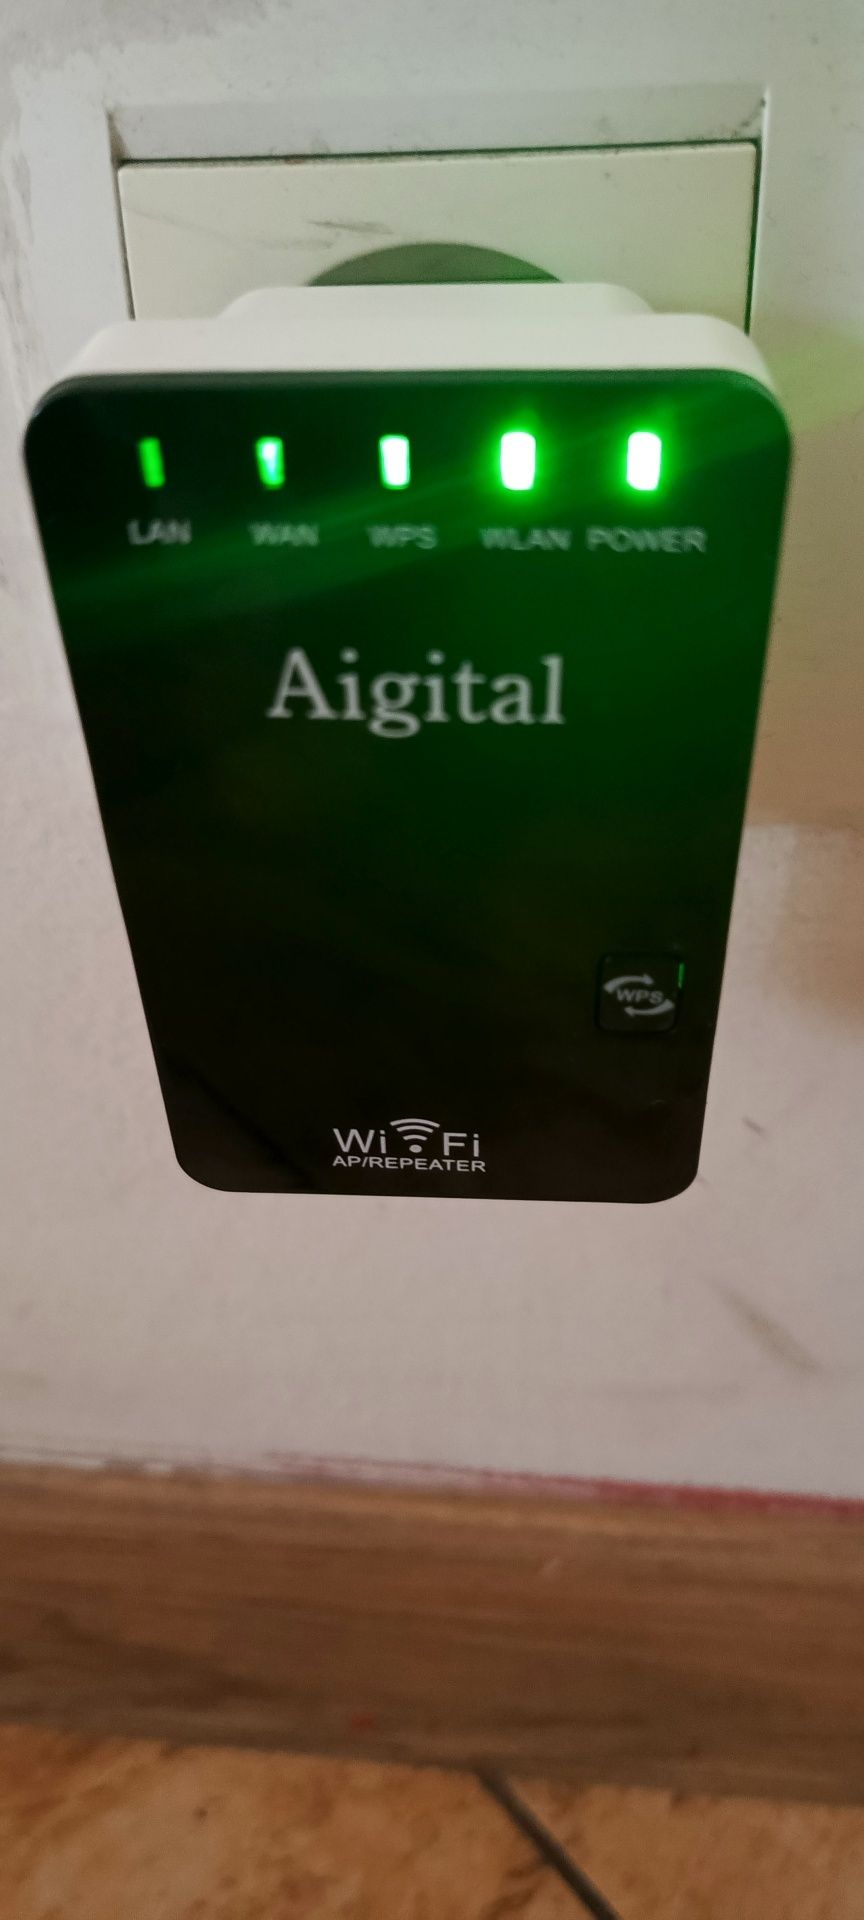 LAN WAN WPS WLAN POWER
Aigital
WPS
WiFi
AP/REPEATER